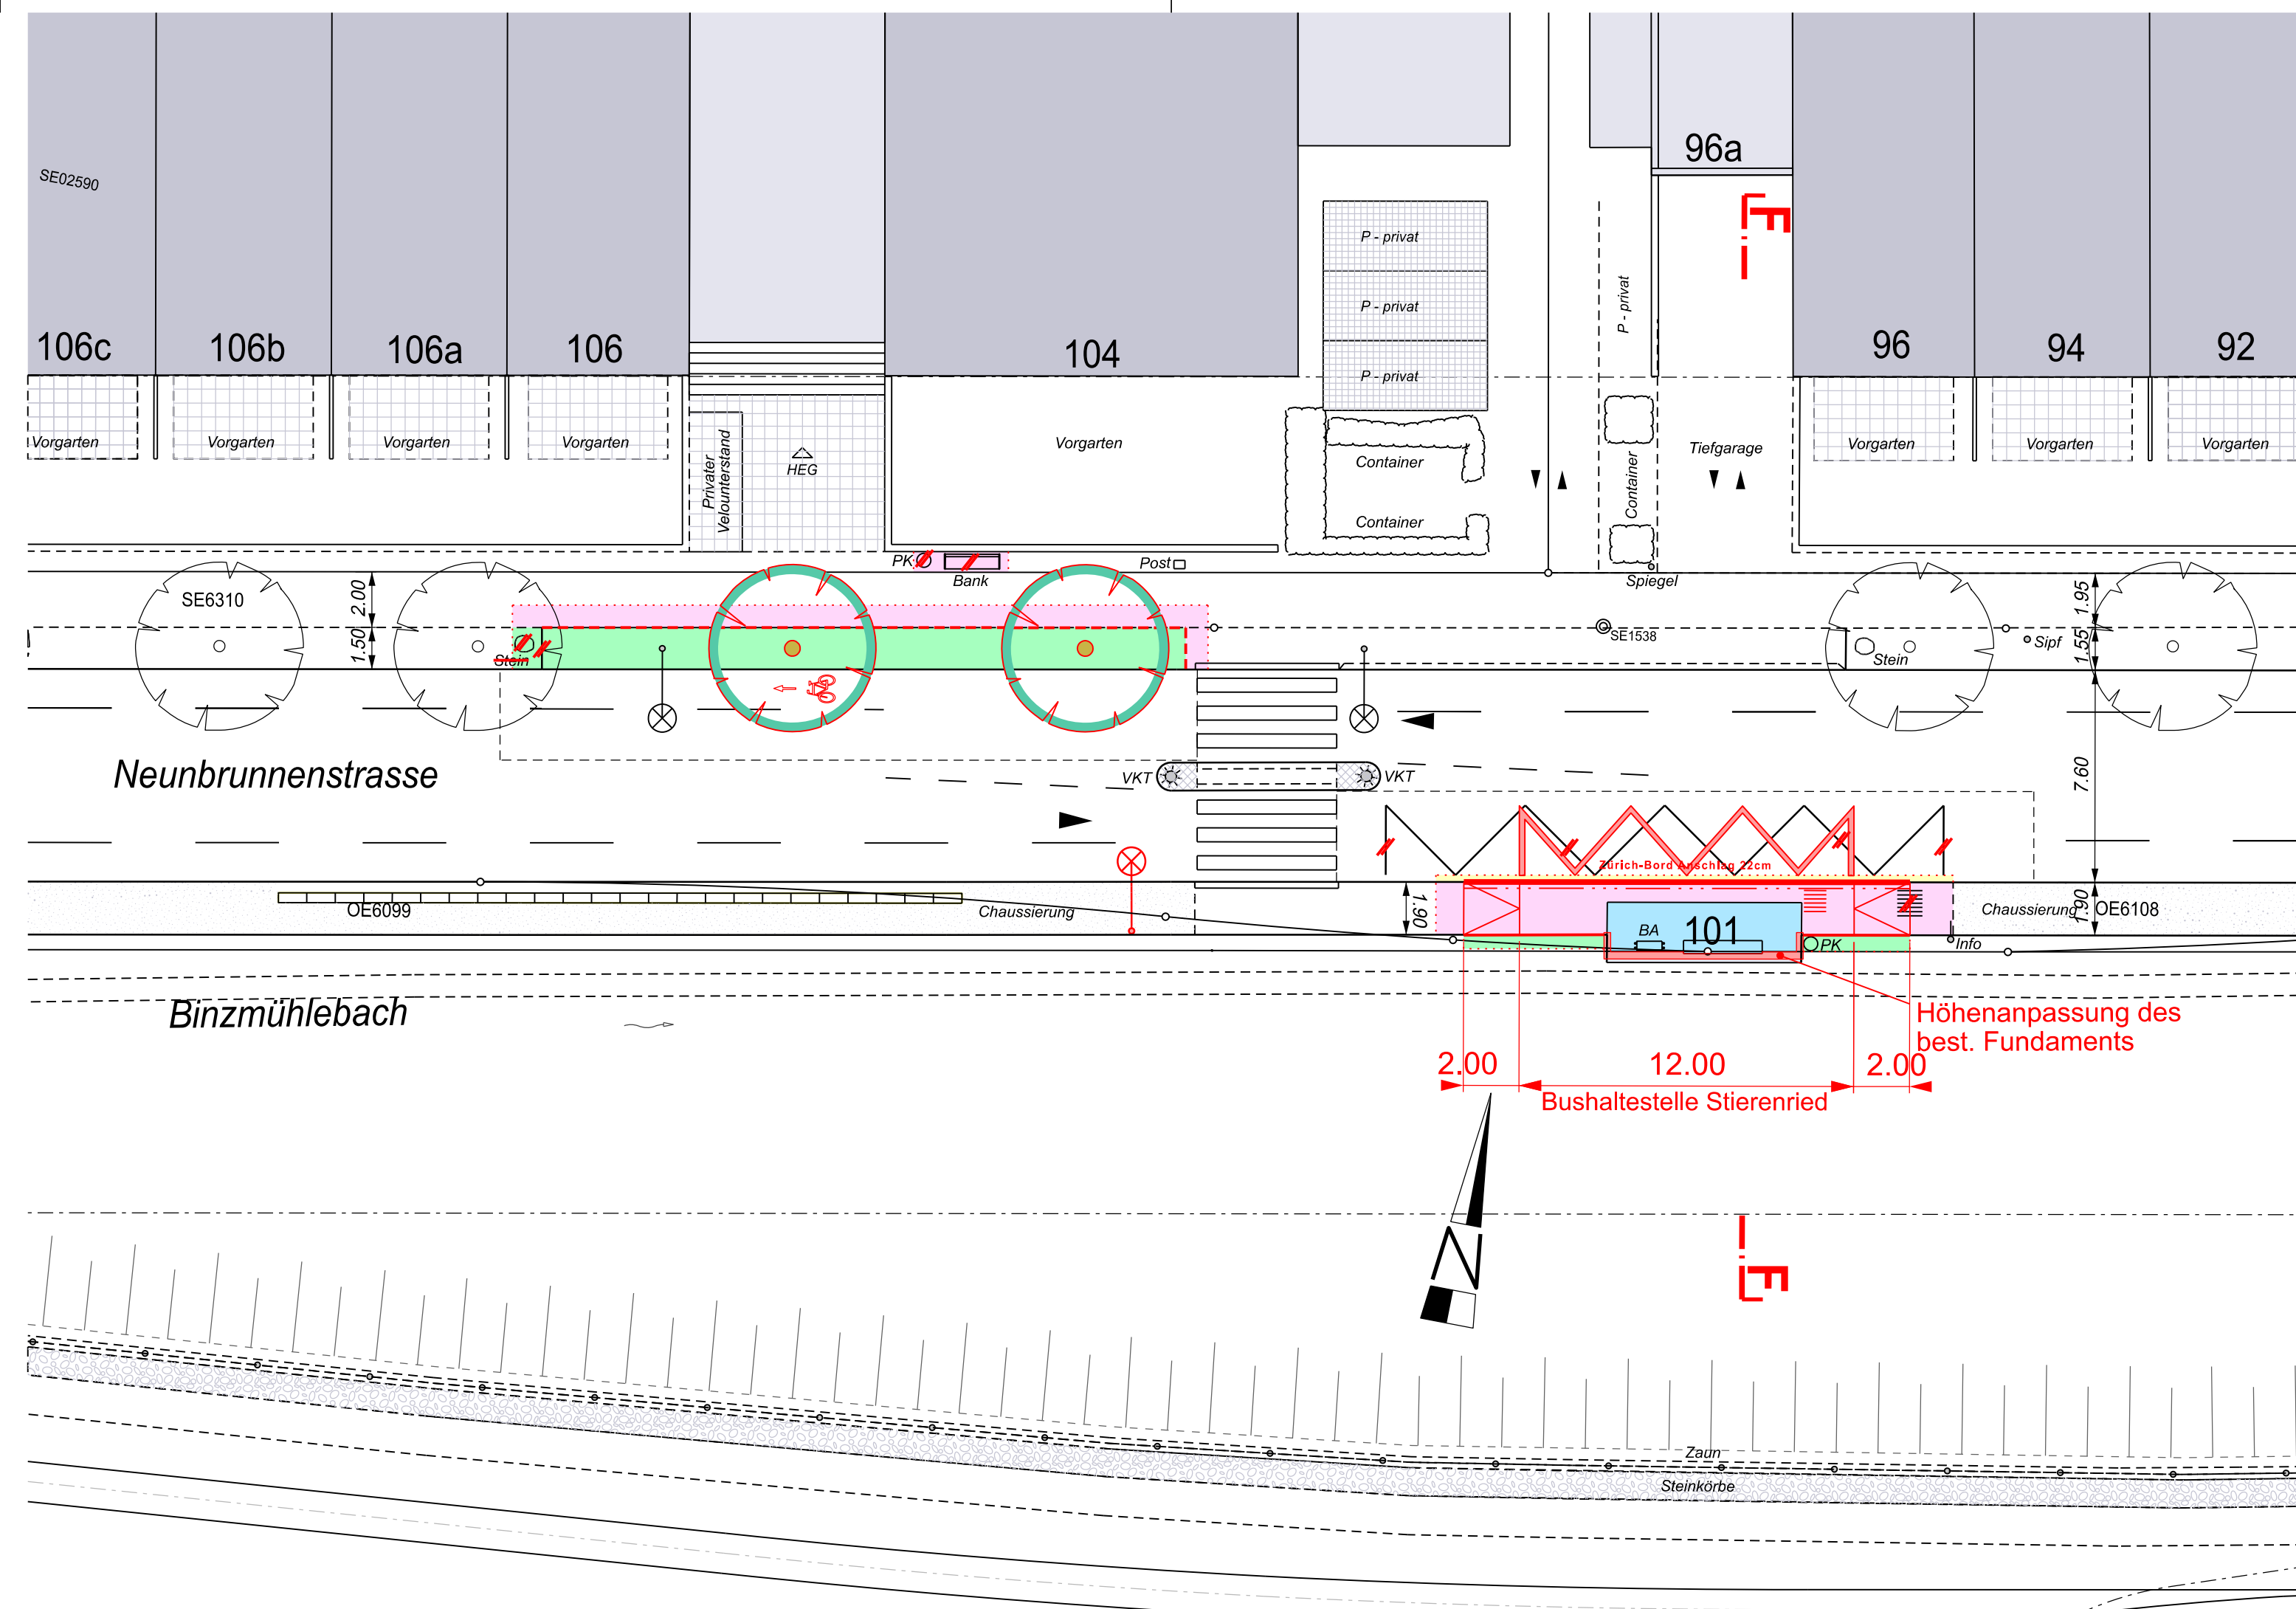 SE02590
96a
F
P - privat
P - privat
P - privat
P - privat
106c
106b
106a
106
104
96
94
92
Vorgarten
Vorgarten
Vorgarten
Vorgarten
Privater
Velounterstand
HEG
Vorgarten
Container
Container
Container
Tiefgarage
Vorgarten
Vorgarten
Vorgarten
PK
Bank
Post
Spiegel
SE6310
2.00
1.50
Stein
SE1538
Stein
Sipf
1.95
1.55
7.60
Neunbrunnenstrasse
VKT
VKT
Zürich-Bord Anschlag 22cm
OE6099
Chaussierung
1.90
BA
101
PK
Chaussierung
1.90
OE6108
Info
Binzmühlebach
Höhenanpassung des
best. Fundaments
2.00
12.00
2.00
Bushaltestelle Stierenried
N
F
Zaun
Steinkörbe